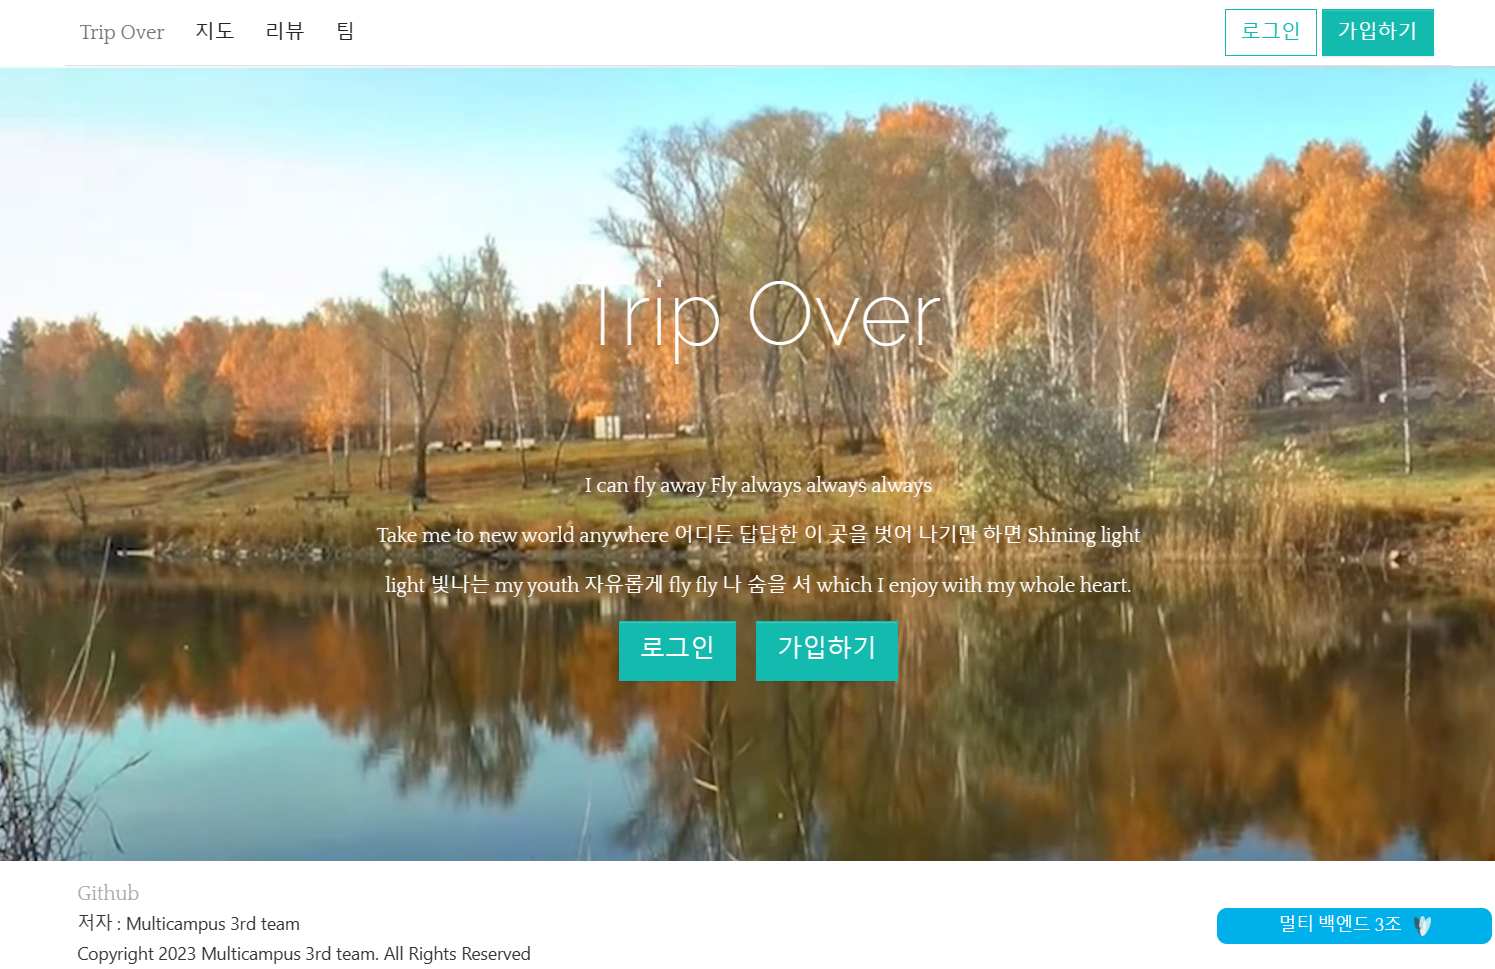 Trip Over 지도 리뷰 팀 로그인 가입하기
Trip Over
I can fly away Fly always always always
Take me to new world anywhere 어디든 답답한 이 곳을 벗어 나기만 하면 Shining light
light 빛나는 my youth 자유롭게 fly fly 나 숨을 셔 which I enjoy with my whole heart.
로그인 가입하기
Github
저자 : Multicampus 3rd team
멀티 백엔드 3조
Copyright 2023 Multicampus 3rd team. All Rights Reserved